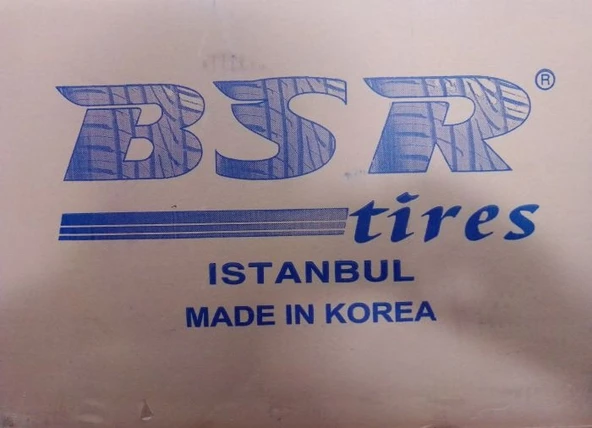 BSR®
tires
ISTANBUL
MADE IN KOREA